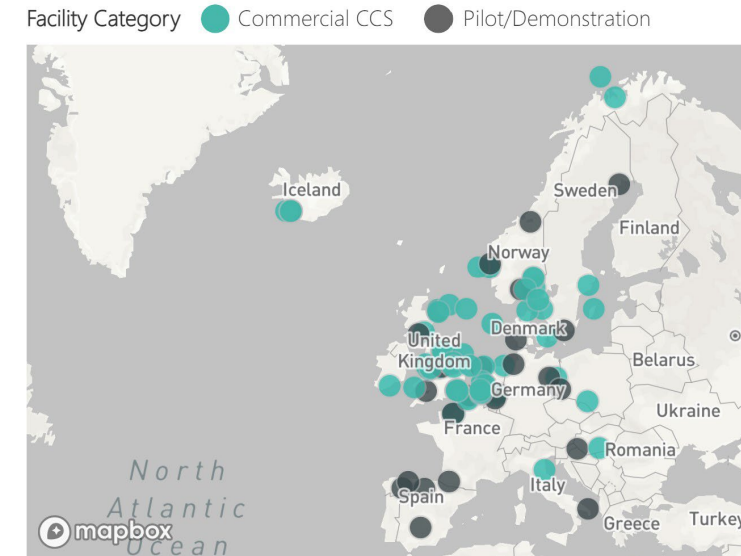 Facility Category Commercial CCS Pilot/Demonstration
Iceland
Sweden
Finland
Norway
Denmark
United
Kingdom
Belarus
Germany
Ukraine
France
Romania
Italy
Spain
Greece
Turkey
North
Atlantic
Ocean
mapbox